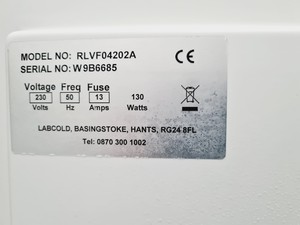 MODEL NO: RLVF04202A
SERIAL NO: W9B6685
CE
Voltage Freq Fuse
230 50 13 130
Volts Hz Amps Watts
LABCOLD, BASINGSTOKE, HANTS, RG24 8FL
Tel: 0870 300 1002